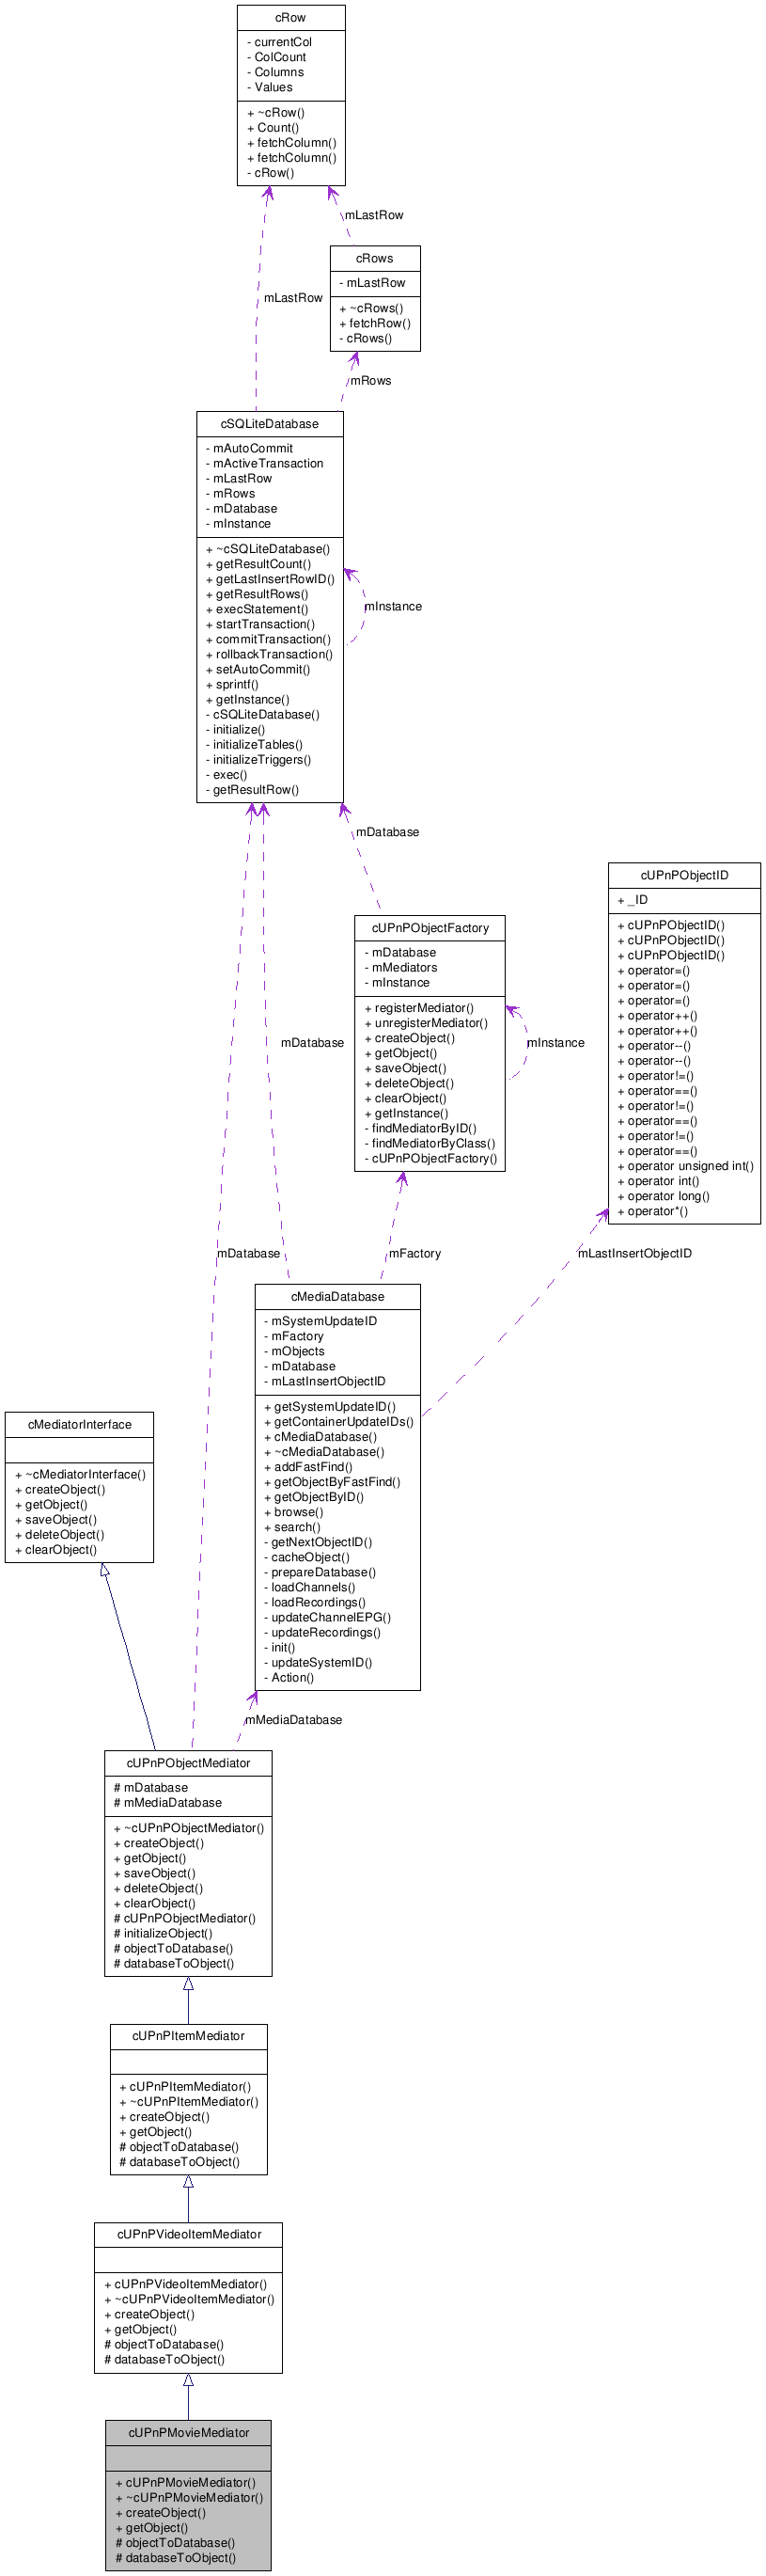 cRow
- currentCol
- ColCount
- Columns
- Values
+ ~cRow()
+ Count()
+ fetchColumn()
+ fetchColumn()
- cRow()
mLastRow
cRows
- mLastRow
+ ~cRows()
+ fetchRow()
- cRows()
mLastRow
mRows
cSQLiteDatabase
- mAutoCommit
- mActiveTransaction
- mLastRow
- mRows
- mDatabase
- mInstance
+ ~cSQLiteDatabase()
+ getResultCount()
+ getLastInsertRowID()
+ getResultRows()
+ execStatement()
+ startTransaction()
+ commitTransaction()
+ rollbackTransaction()
+ setAutoCommit()
+ sprintf()
+ getInstance()
- cSQLiteDatabase()
- initialize()
- initializeTables()
- initializeTriggers()
- exec()
- getResultRow()
mInstance
mDatabase
cUPnPObjectFactory
- mDatabase
- mMediators
- mInstance
+ registerMediator()
+ unregisterMediator()
+ createObject()
+ getObject()
+ saveObject()
+ deleteObject()
+ clearObject()
+ getInstance()
- findMediatorByID()
- findMediatorByClass()
- cUPnPObjectFactory()
mInstance
cUPnPObjectID
+ _ID
+ cUPnPObjectID()
+ cUPnPObjectID()
+ cUPnPObjectID()
+ operator=()
+ operator=()
+ operator=()
+ operator++()
+ operator++()
+ operator--()
+ operator--()
+ operator!=()
+ operator==()
+ operator!=()
+ operator==()
+ operator!=()
+ operator==()
+ operator unsigned int()
+ operator int()
+ operator long()
+ operator*()
mDatabase
mDatabase
mFactory
mLastInsertObjectID
cMediaDatabase
- mSystemUpdateID
- mFactory
- mObjects
- mDatabase
- mLastInsertObjectID
+ getSystemUpdateID()
+ getContainerUpdateIDs()
+ cMediaDatabase()
+ ~cMediaDatabase()
+ addFastFind()
+ getObjectByFastFind()
+ getObjectByID()
+ browse()
+ search()
- getNextObjectID()
- cacheObject()
- prepareDatabase()
- loadChannels()
- loadRecordings()
- updateChannelEPG()
- updateRecordings()
- init()
- updateSystemID()
- Action()
cMediatorInterface
+ ~cMediatorInterface()
+ createObject()
+ getObject()
+ saveObject()
+ deleteObject()
+ clearObject()
mMediaDatabase
cUPnPObjectMediator
# mDatabase
# mMediaDatabase
+ ~cUPnPObjectMediator()
+ createObject()
+ getObject()
+ saveObject()
+ deleteObject()
+ clearObject()
# cUPnPObjectMediator()
# initializeObject()
# objectToDatabase()
# databaseToObject()
cUPnPItemMediator
+ cUPnPItemMediator()
+ ~cUPnPItemMediator()
+ createObject()
+ getObject()
# objectToDatabase()
# databaseToObject()
cUPnPVideoItemMediator
+ cUPnPVideoItemMediator()
+ ~cUPnPVideoItemMediator()
+ createObject()
+ getObject()
# objectToDatabase()
# databaseToObject()
cUPnPMovieMediator
+ cUPnPMovieMediator()
+ ~cUPnPMovieMediator()
+ createObject()
+ getObject()
# objectToDatabase()
# databaseToObject()